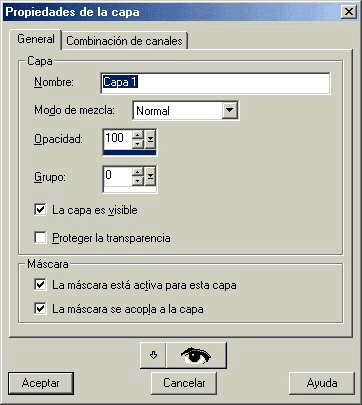 Propiedades de la capa
General
Combinación de canales
Capa
Nombre: Capa 1
Modo de mezcla: Normal
Opacidad: 100
Grupo: 0
La capa es visible
Proteger la transparencia
Máscara
La máscara está activa para esta capa
La máscara se acopla a la capa
Aceptar
Cancelar
Ayuda